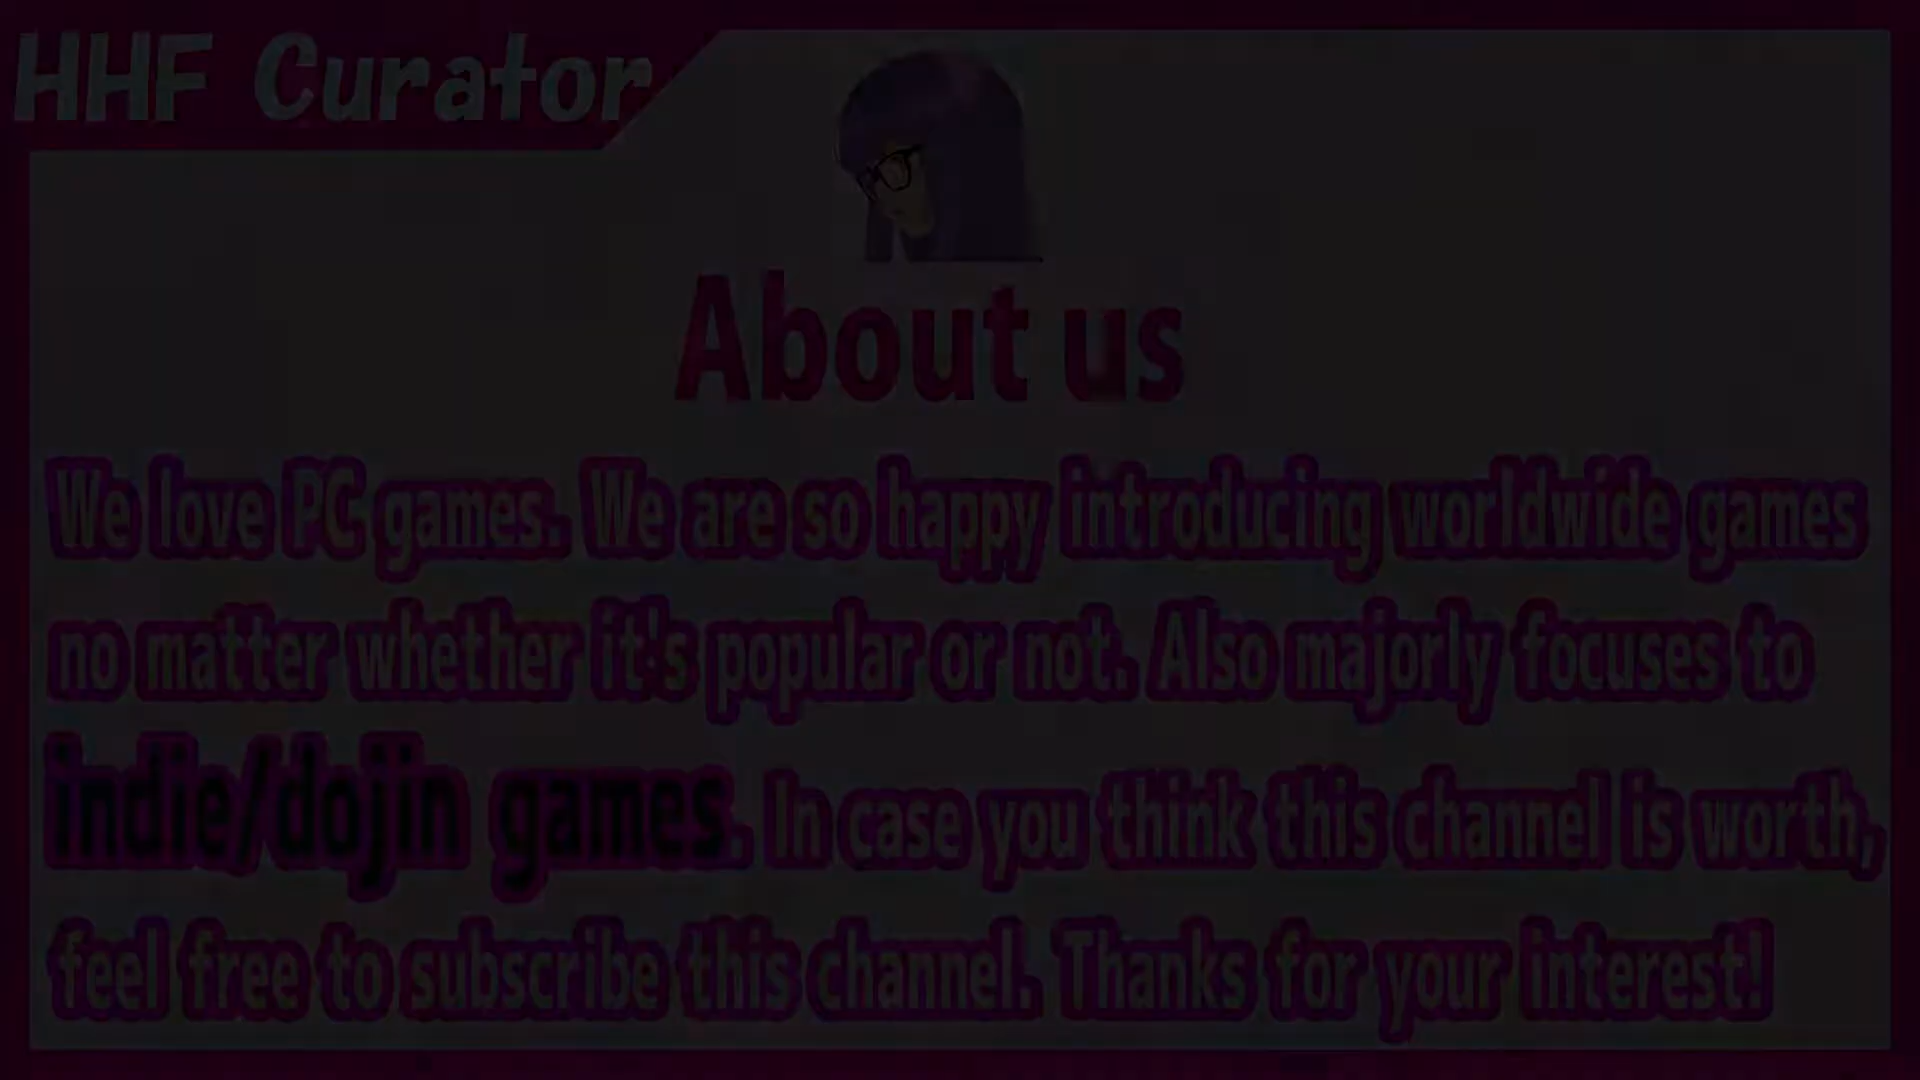 HHF Curator
About us
We love PC games. We are so happy introducing worldwide games
no matter whether it's popular or not. Also majorly focuses to
indie/dojin games. In case you think this channel is worth,
feel free to subscribe this channel. Thanks for your interest!